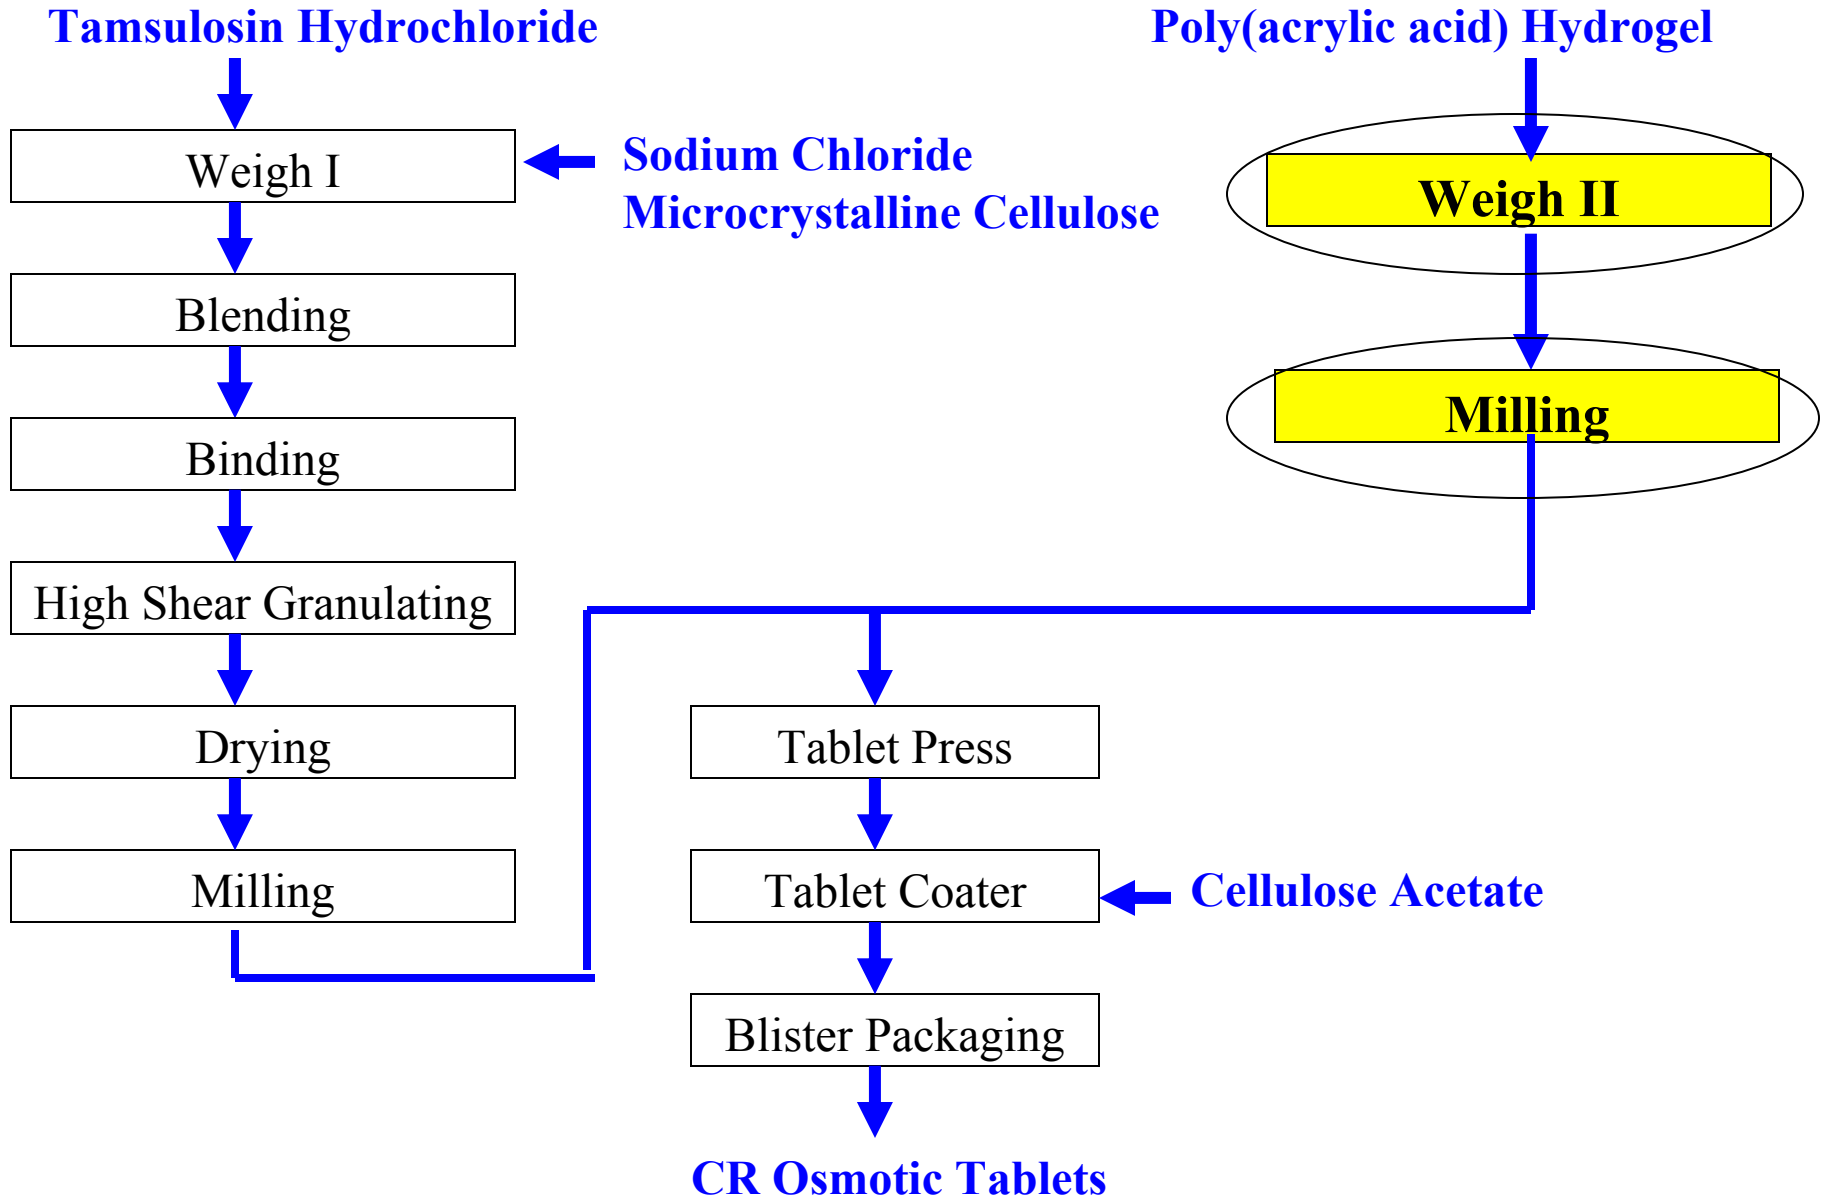 Tamsulosin Hydrochloride
Poly(acrylic acid) Hydrogel
Weigh I
Sodium Chloride
Microcrystalline Cellulose
Weigh II
Blending
Milling
Binding
High Shear Granulating
Drying
Tablet Press
Milling
Tablet Coater
Cellulose Acetate
Blister Packaging
CR Osmotic Tablets